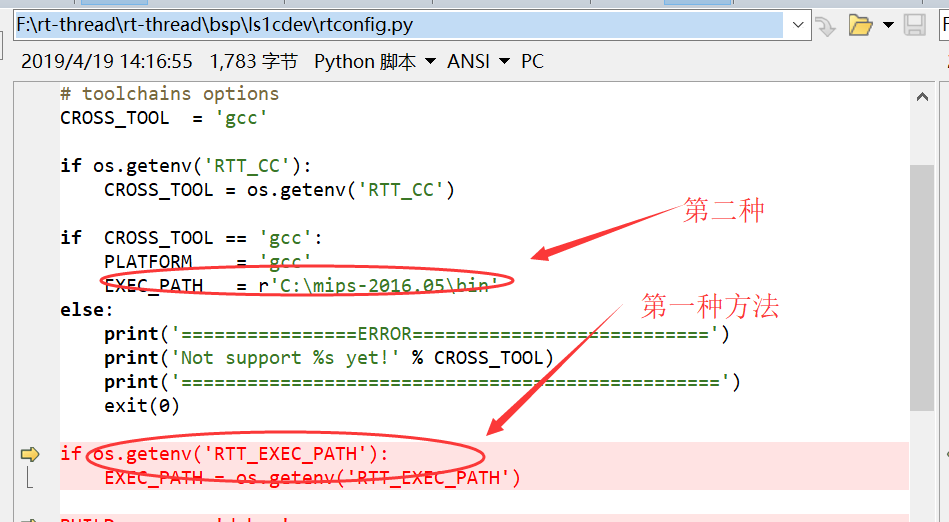 F:\rt-thread\rt-thread\bsp\ls1cdev\rtconfig.py
2019/4/19 14:16:55 1,783 字节 Python 脚本 ANSI PC
# toolchains options
CROSS_TOOL = 'gcc'
if os.getenv('RTT_CC'):
CROSS_TOOL = os.getenv('RTT_CC')
第二种
if CROSS_TOOL == 'gcc':
PLATFORM = 'gcc'
EXEC_PATH = r'C:\mips-2016.05\bin'
第一种方法
else:
print('================ERROR===========================')
print('Not support %s yet!' % CROSS_TOOL)
print('=================================================')
exit(0)
if os.getenv('RTT_EXEC_PATH'):
EXEC_PATH = os.getenv('RTT_EXEC_PATH')